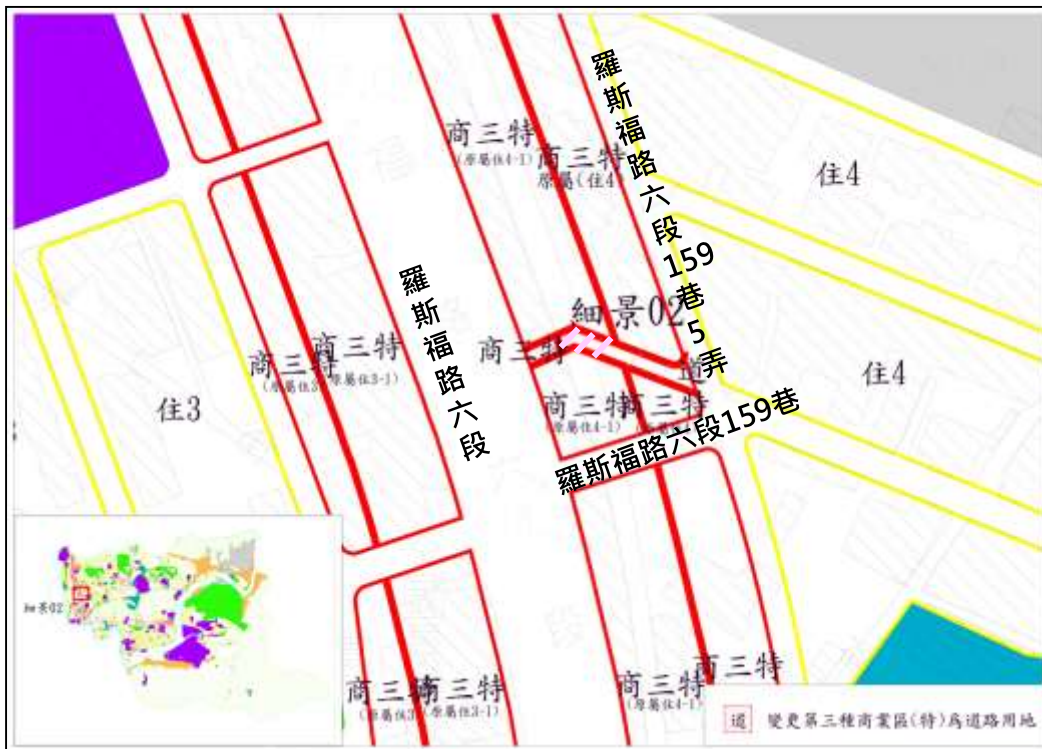 羅斯福路六段159巷5弄
商三特
(原屬住4-1)
商三特
原屬(住4
住4
羅斯福路六段
細景02
商三特
商三特
商三特
原屬住3-1)
住3
道
住4
商三特
原屬住4-1)
商三特
羅斯福路六段159巷
細景02
商三特
(原屬住3
商三特
(原屬住3-1)
商三特
(原屬住4-1)
商三特
道 變更第三種商業區(特)為道路用地